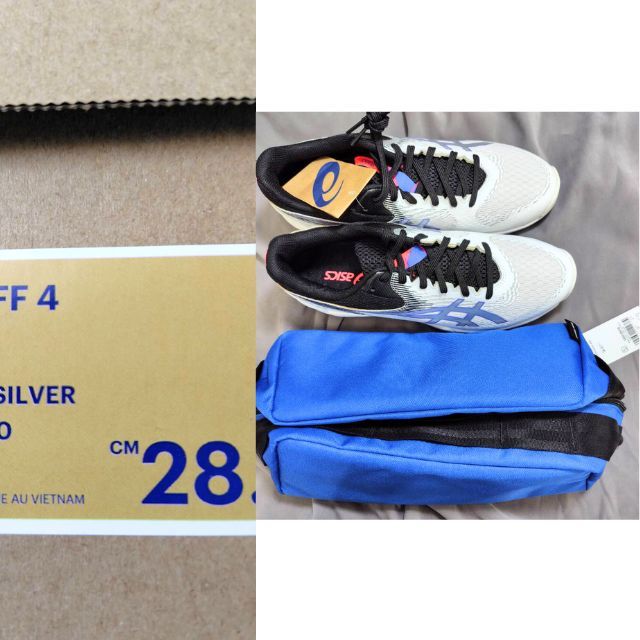 FF 4
SILVER
0
CM 28.
E AU VIETNAM
asics